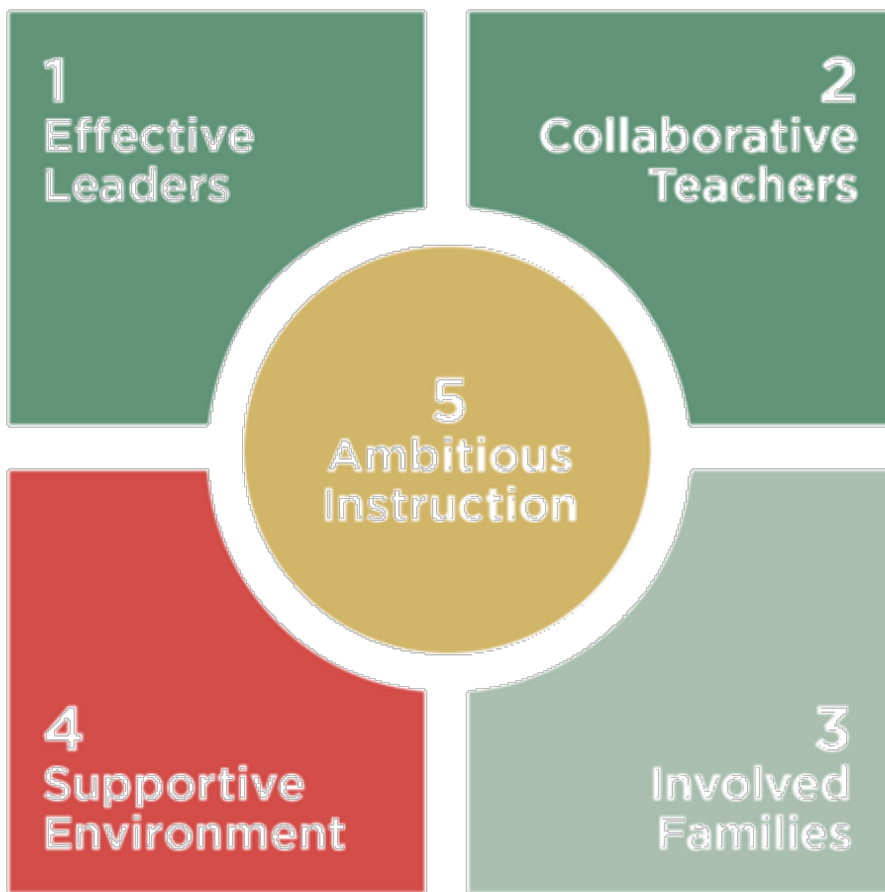 1
Effective
Leaders
2
Collaborative
Teachers
5
Ambitious
Instruction
4
Supportive
Environment
3
Involved
Families